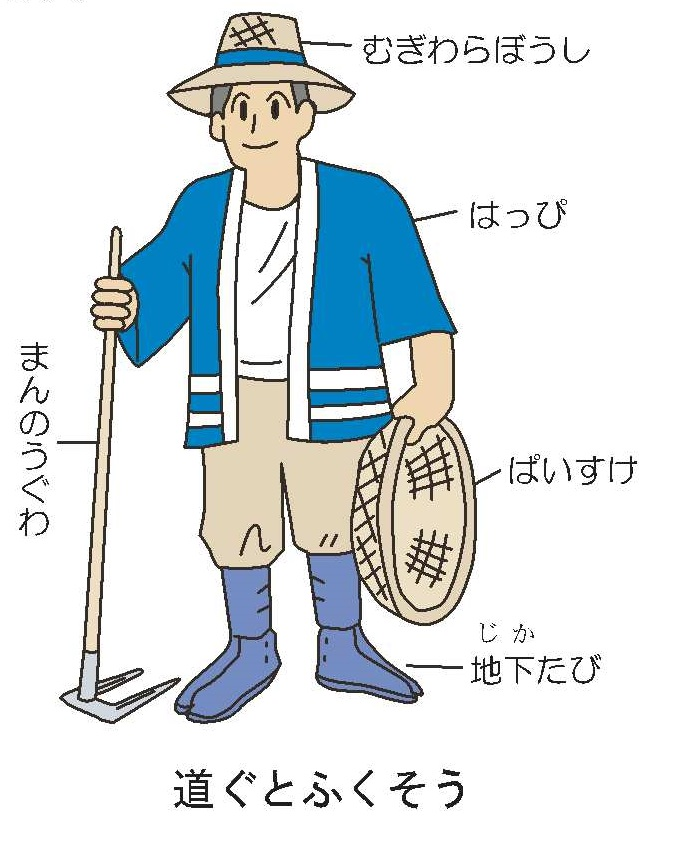 むぎわらぼうし
はっぴ
まんのうぐわ
ぱいすけ
じか
地下たび
道ぐとふくそう